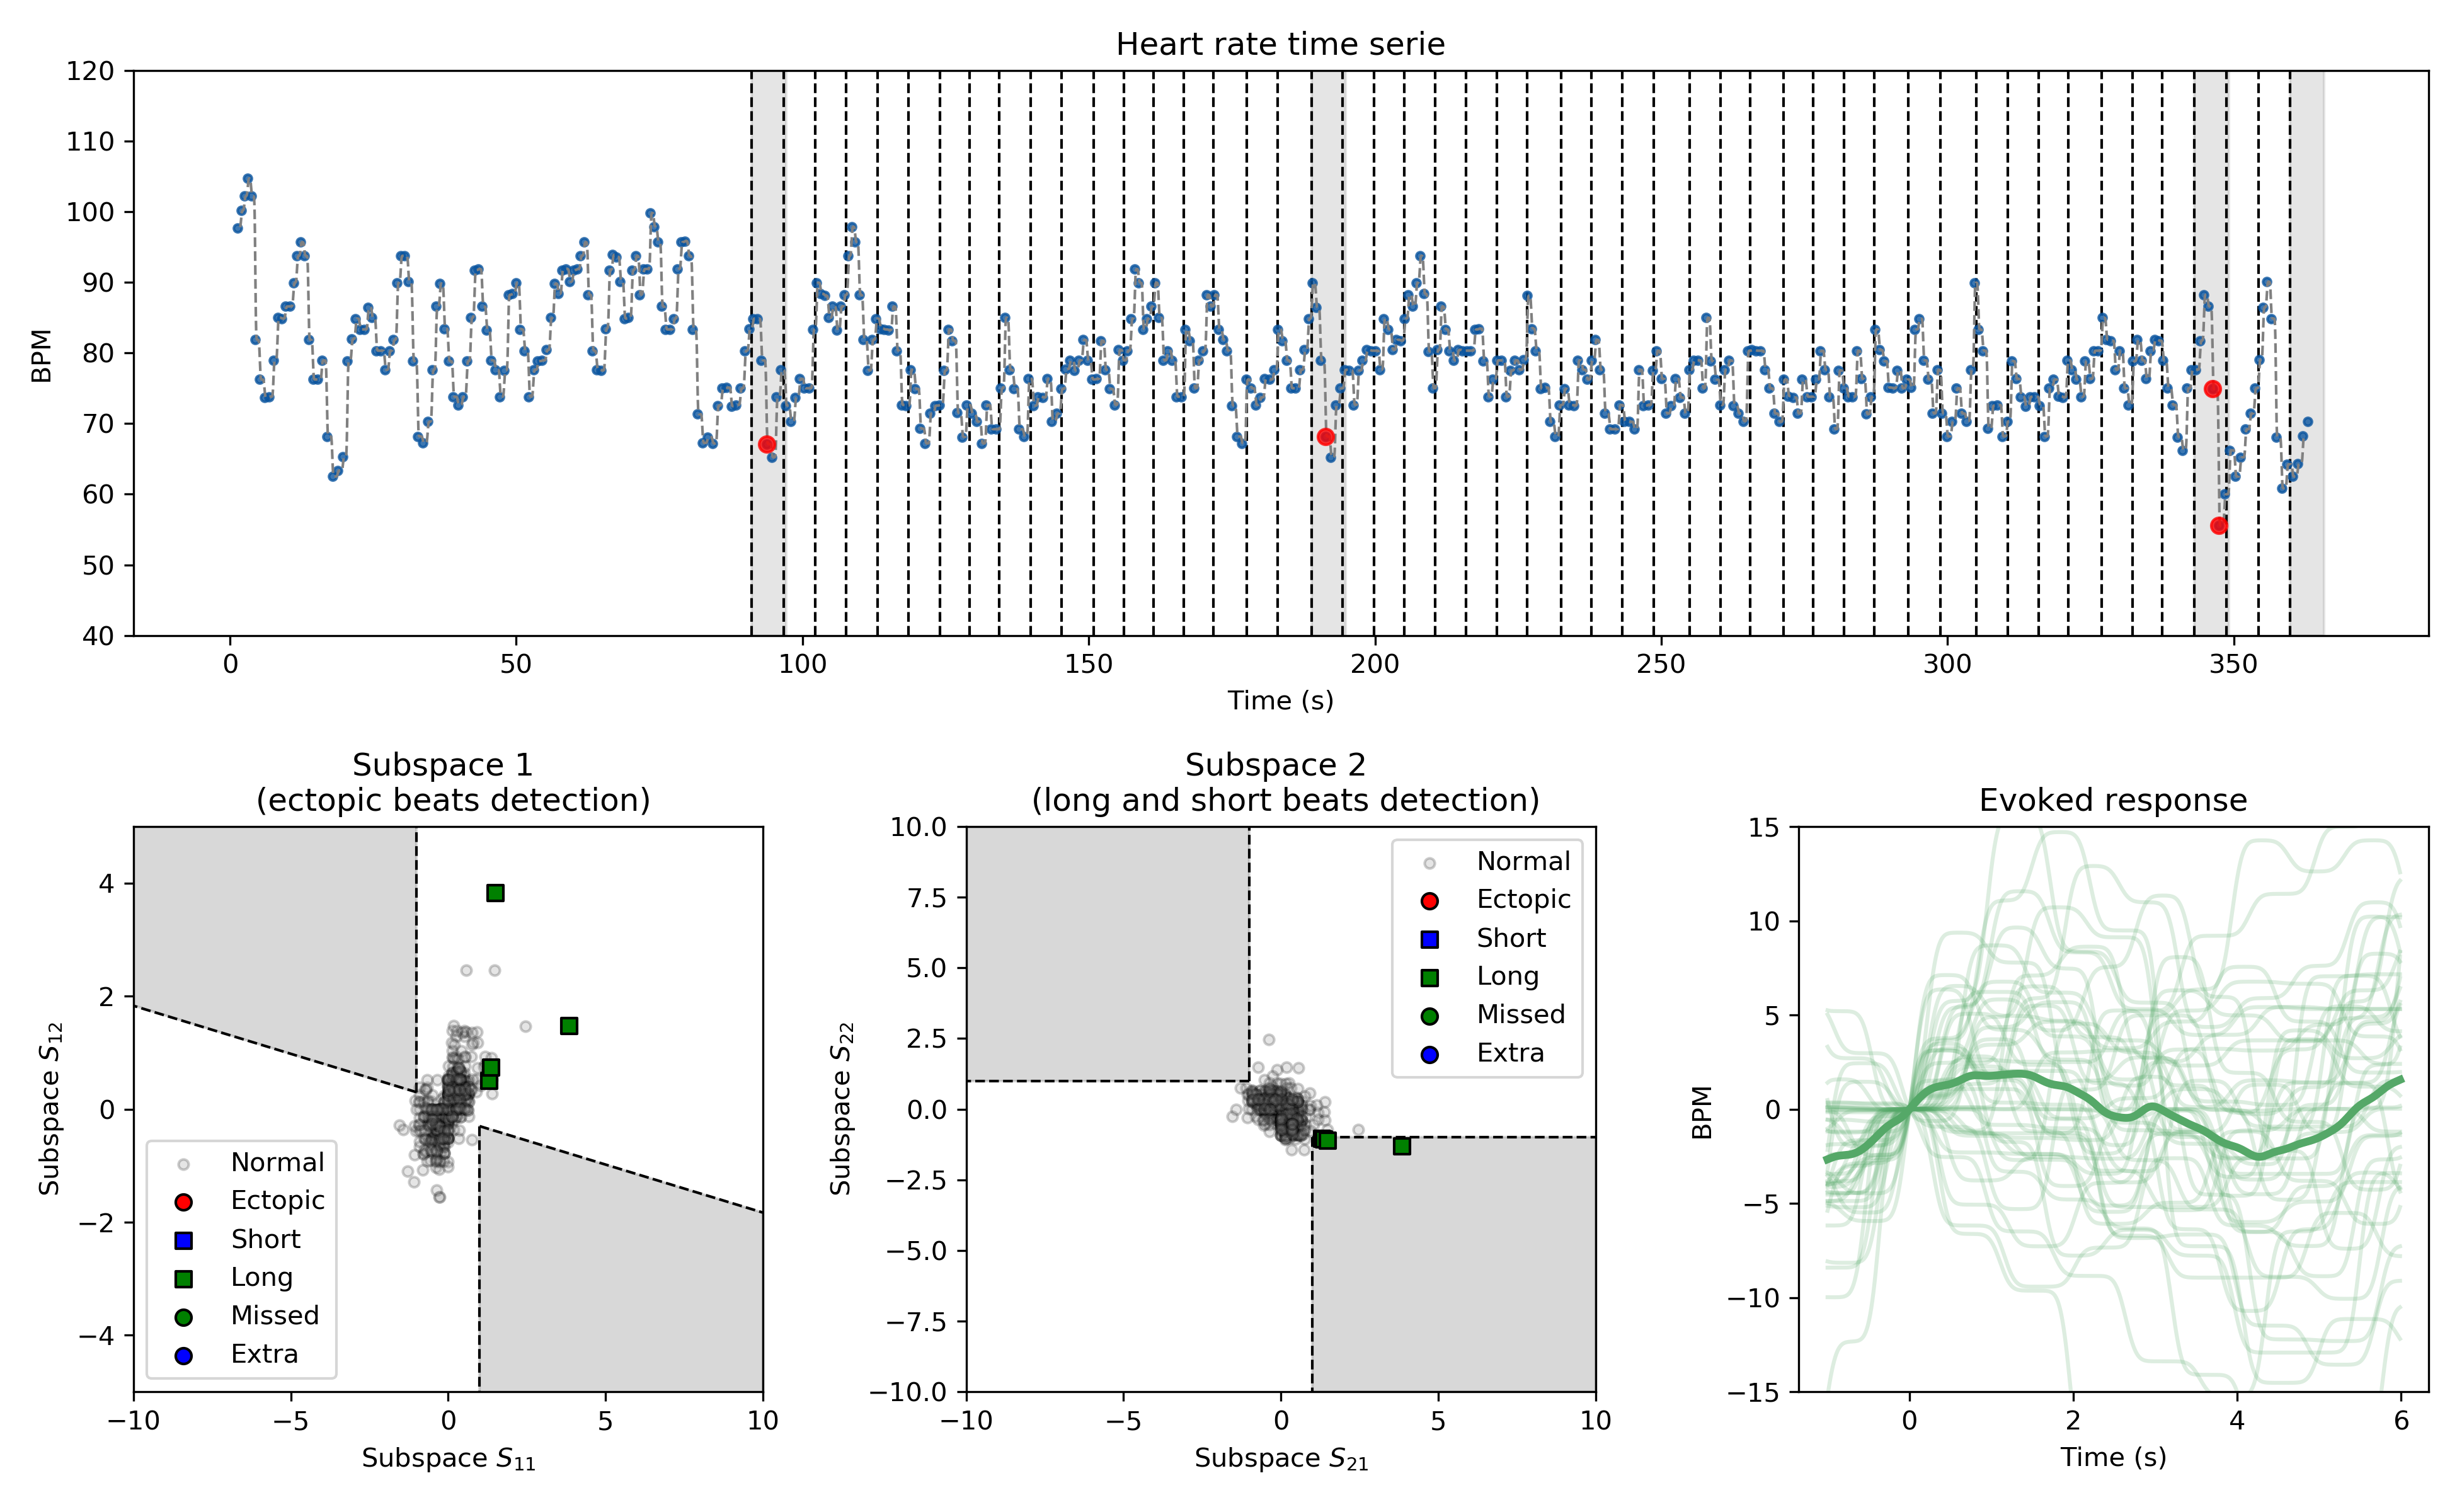 Heart rate time serie
120
110
100
90
80
70
60
50
40
BPM
0 50 100 150 200 250 300 350
Time (s)
Subspace 1
(ectopic beats detection)
4
2
0
−2
−4
Subspace S12
Normal
Ectopic
Short
Long
Missed
Extra
−10 −5 0 5 10
Subspace S11
Subspace 2
(long and short beats detection)
10.0
7.5
5.0
2.5
0.0
−2.5
−5.0
−7.5
−10.0
Subspace S22
Normal
Ectopic
Short
Long
Missed
Extra
−10 −5 0 5 10
Subspace S21
Evoked response
15
10
5
0
−5
−10
−15
BPM
0 2 4 6
Time (s)